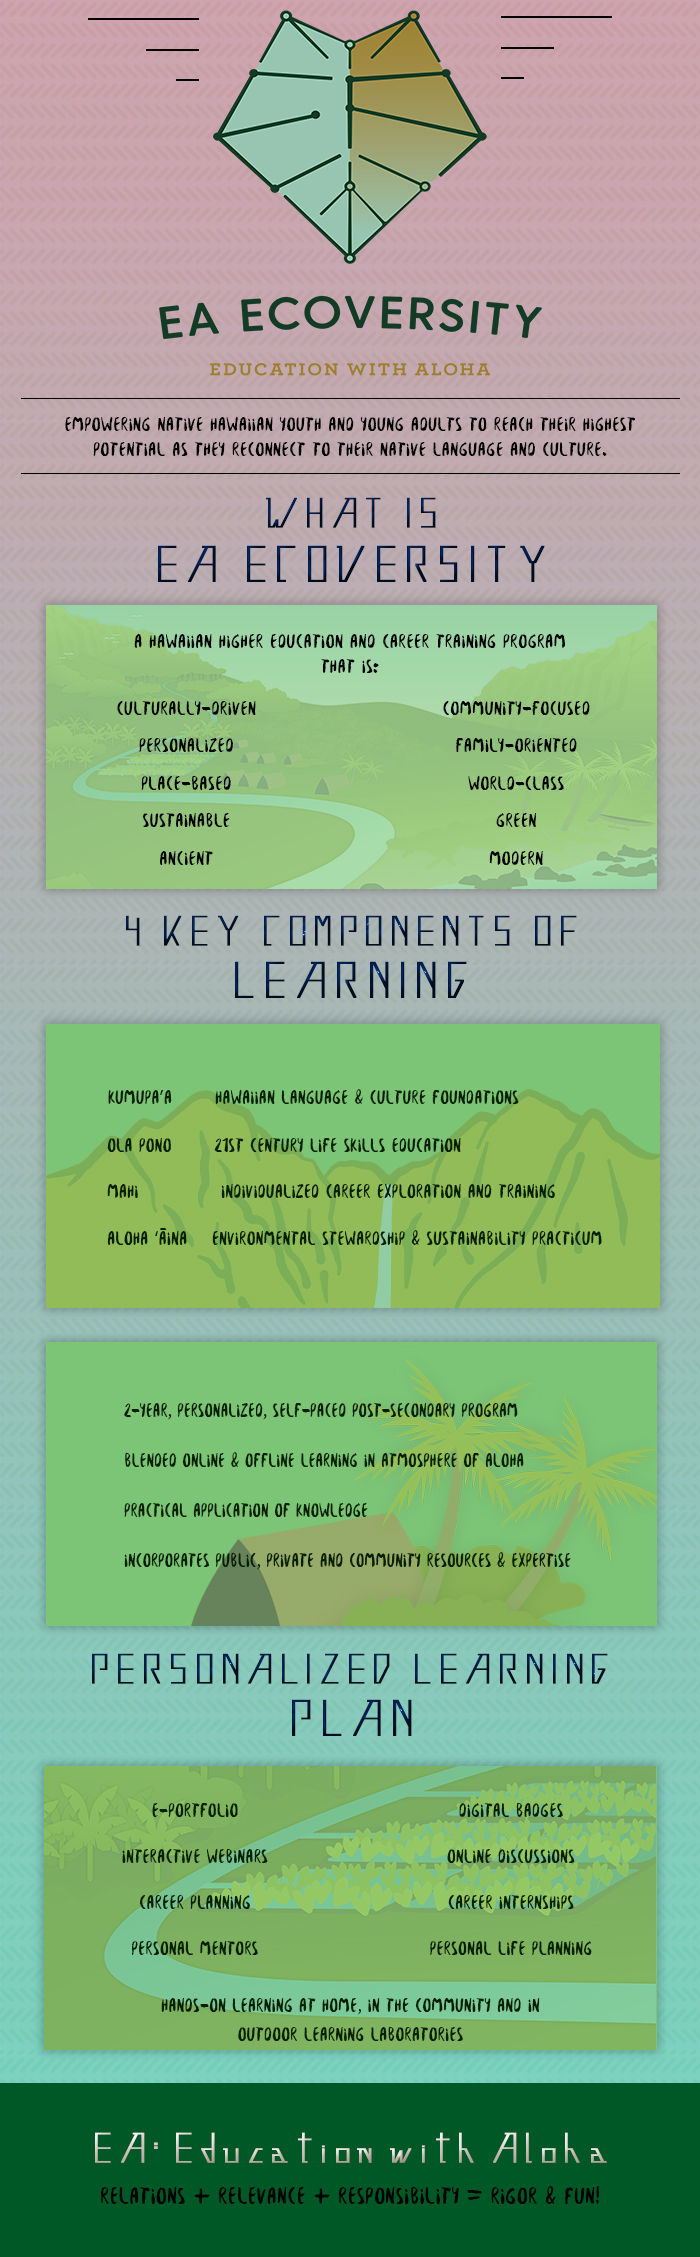 EA ECOVERSITY
EDUCATION WITH ALOHA
EMPOWERING NATIVE HAWAIIAN YOUTH AND YOUNG ADULTS TO REACH THEIR HIGHEST
POTENTIAL AS THEY RECONNECT TO THEIR NATIVE LANGUAGE AND CULTURE.
WHAT IS
EA ECOVERSITY
A HAWAIIAN HIGHER EDUCATION AND CAREER TRAINING PROGRAM
THAT IS:
CULTURALLY-DRIVEN COMMUNITY-FOCUSED
PERSONALIZED FAMILY-ORIENTED
PLACE-BASED WORLD-CLASS
SUSTAINABLE GREEN
ANCIENT MODERN
4 KEY COMPONENTS OF
LEARNING
KUMUPA'A HAWAIIAN LANGUAGE & CULTURE FOUNDATIONS
OLA PONO 21ST CENTURY LIFE SKILLS EDUCATION
MAHI INDIVIDUALIZED CAREER EXPLORATION AND TRAINING
ALOHA 'ĀINA ENVIRONMENTAL STEWARDSHIP & SUSTAINABILITY PRACTICUM
2-YEAR, PERSONALIZED, SELF-PACED POST-SECONDARY PROGRAM
BLENDED ONLINE & OFFLINE LEARNING IN ATMOSPHERE OF ALOHA
PRACTICAL APPLICATION OF KNOWLEDGE
INCORPORATES PUBLIC, PRIVATE AND COMMUNITY RESOURCES & EXPERTISE
PERSONALIZED LEARNING
PLAN
E-PORTFOLIO DIGITAL BADGES
INTERACTIVE WEBINARS ONLINE DISCUSSIONS
CAREER PLANNING CAREER INTERNSHIPS
PERSONAL MENTORS PERSONAL LIFE PLANNING
HANDS-ON LEARNING AT HOME, IN THE COMMUNITY AND IN
OUTDOOR LEARNING LABORATORIES
EA: Education with Aloha
RELATIONS + RELEVANCE + RESPONSIBILITY = RIGOR & FUN!